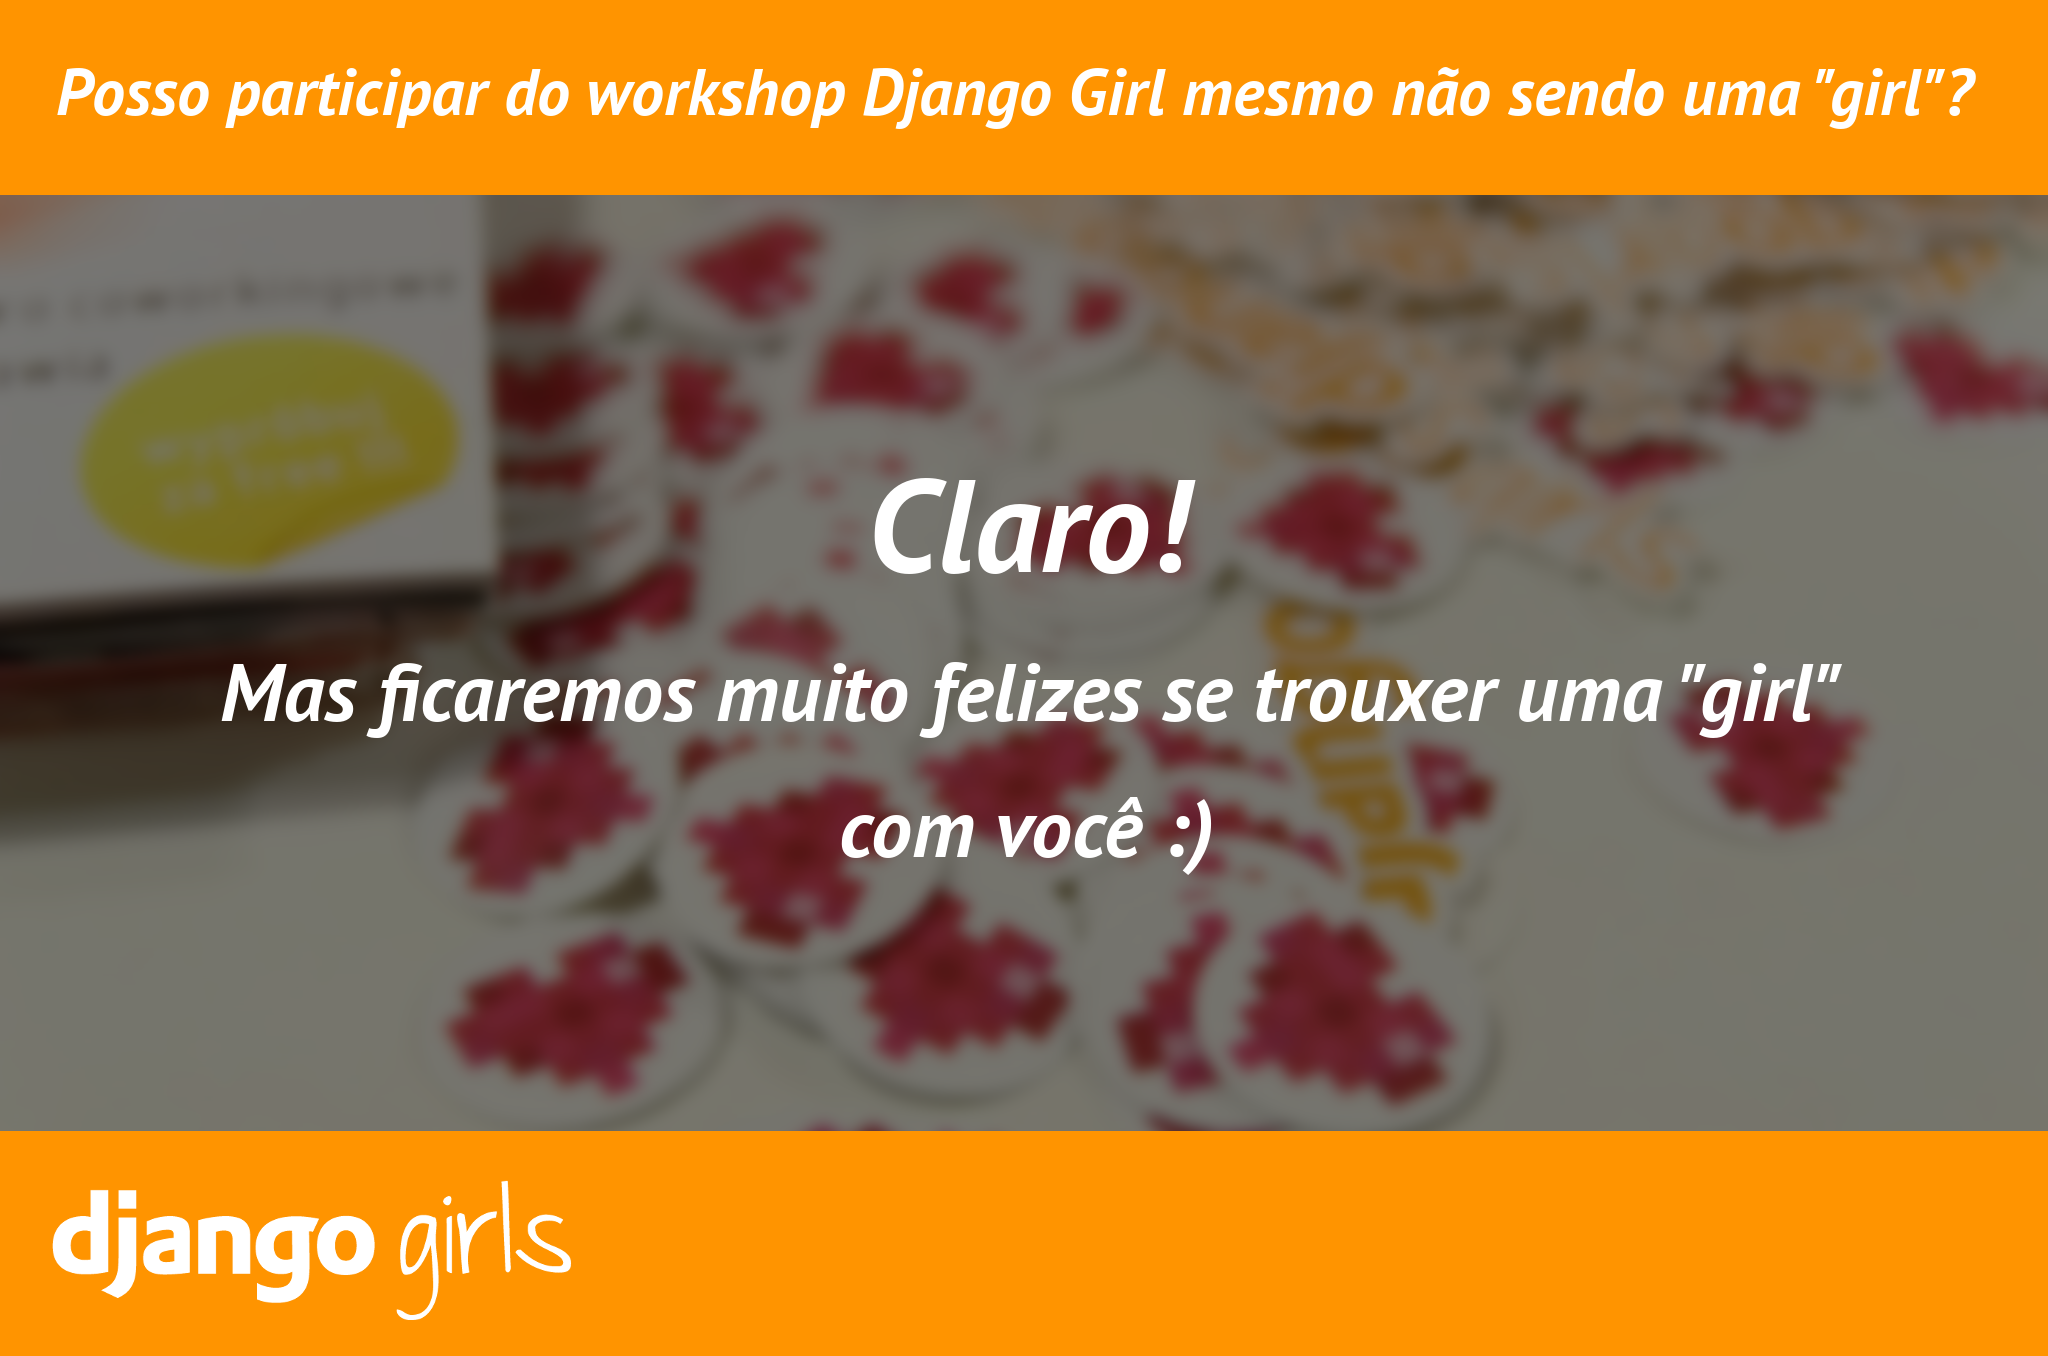 Posso participar do workshop Django Girl mesmo não sendo uma "girl"?
Claro!
Mas ficaremos muito felizes se trouxer uma "girl"
com você :)
django girls